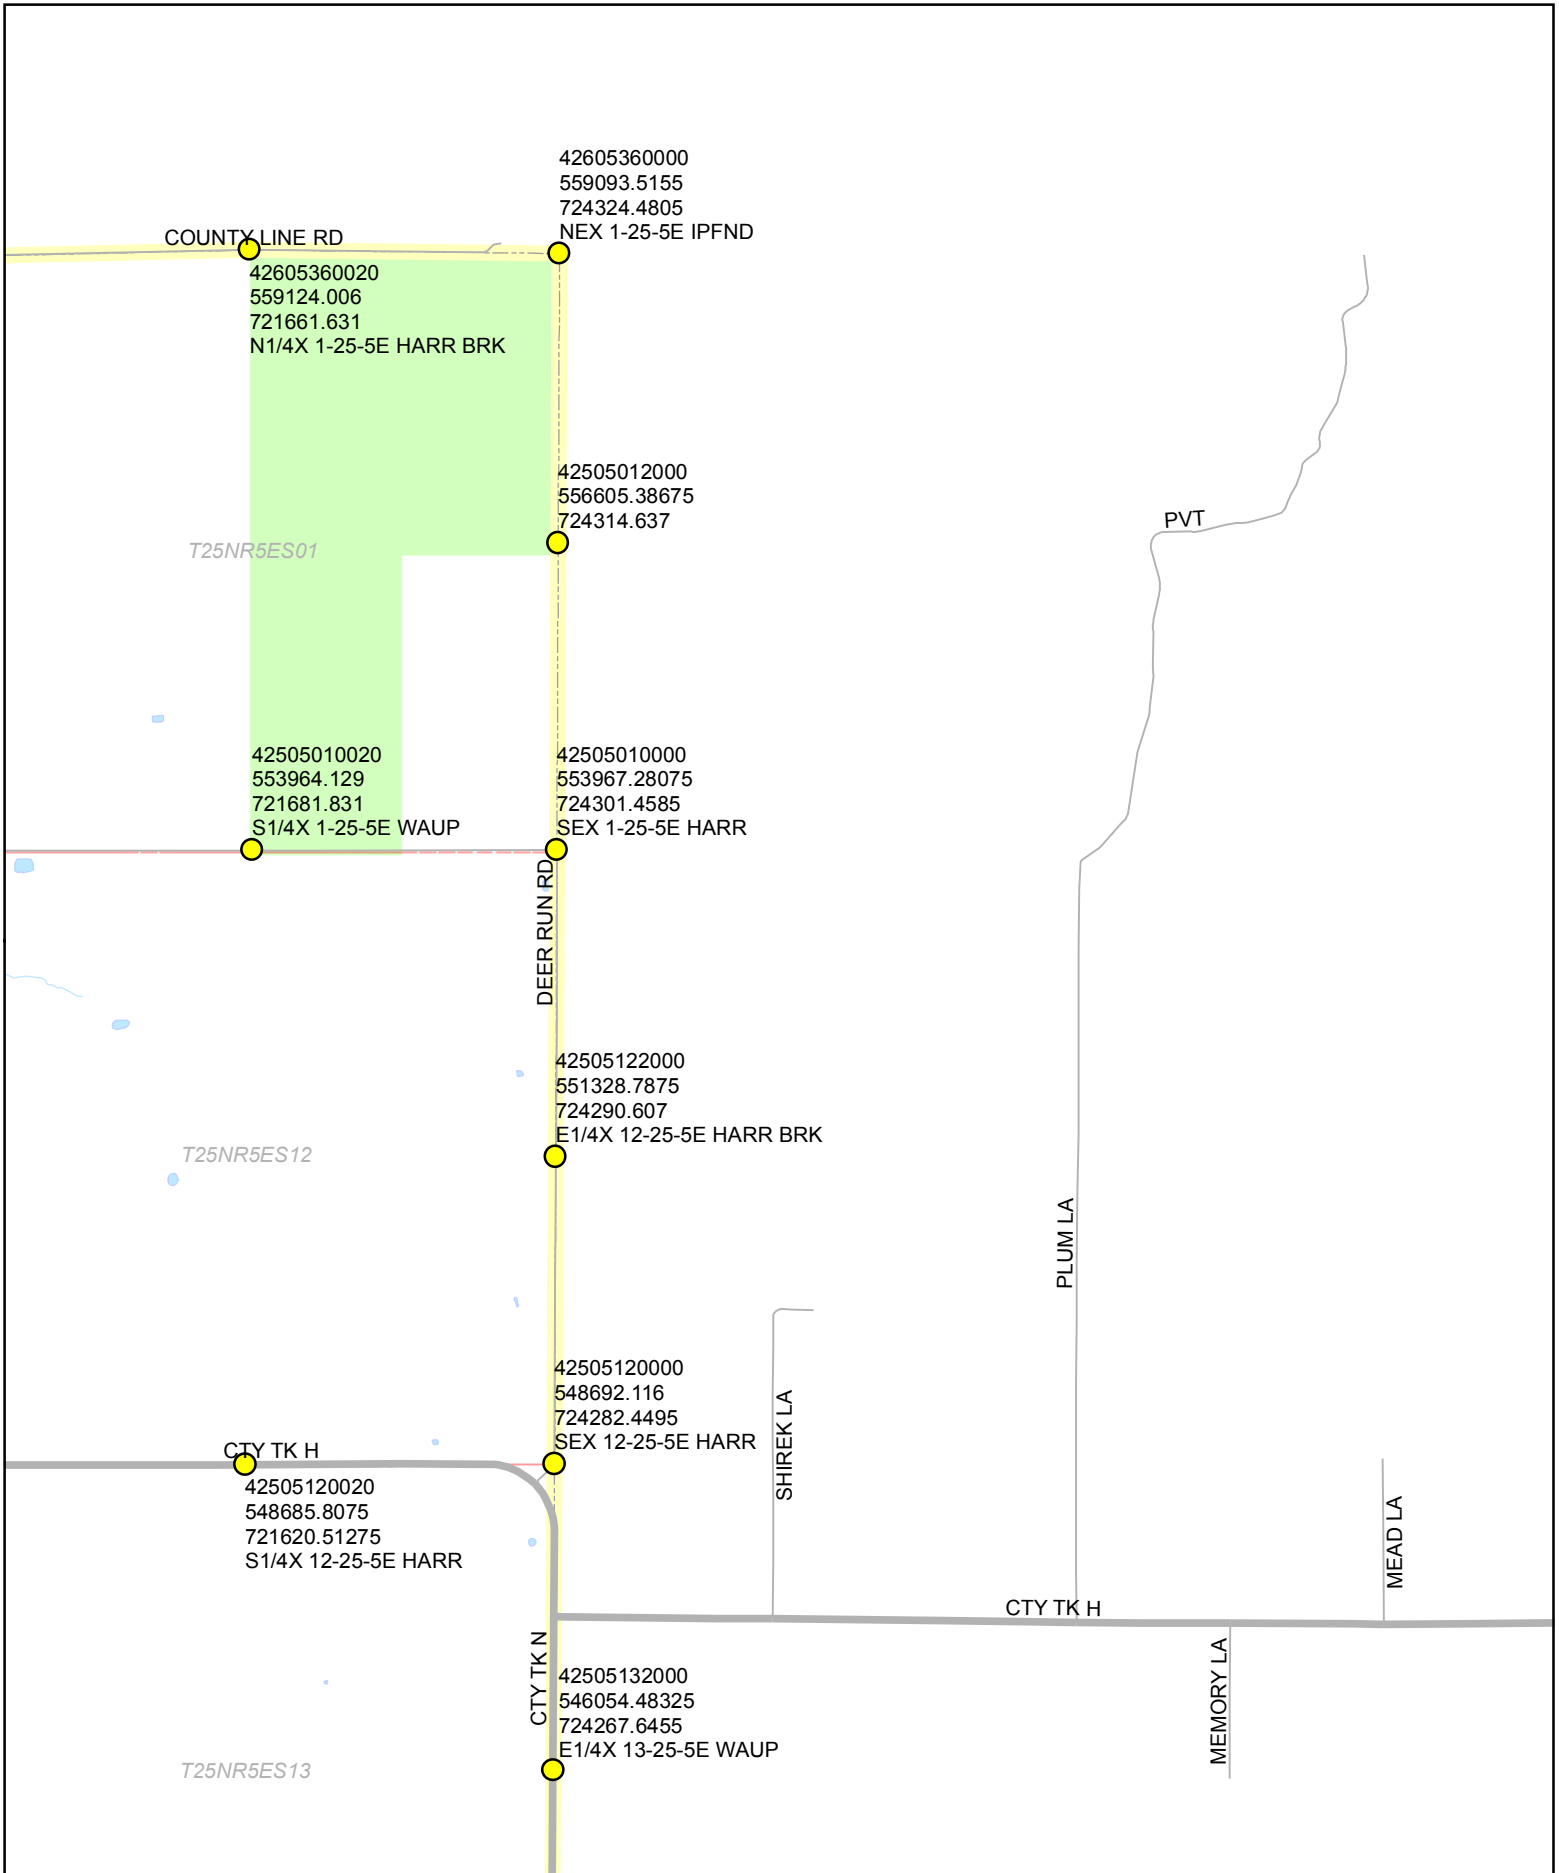 42605360000
559093.5155
724324.4805
NEX 1-25-5E IPFND
COUNTY LINE RD
42605360020
559124.006
721661.631
N1/4X 1-25-5E HARR BRK
42505012000
556605.38675
724314.637
PVT
T25NR5ES01
42505010020
553964.129
721681.831
S1/4X 1-25-5E WAUP
42505010000
553967.28075
724301.4585
SEX 1-25-5E HARR
DEER RUN RD
42505122000
551328.7875
724290.607
E1/4X 12-25-5E HARR BRK
T25NR5ES12
PLUM LA
42505120000
548692.116
724282.4495
SEX 12-25-5E HARR
SHIREK LA
CTY TK H
42505120020
548685.8075
721620.51275
S1/4X 12-25-5E HARR
MEAD LA
CTY TK H
CTY TK N
42505132000
546054.48325
724267.6455
E1/4X 13-25-5E WAUP
MEMORY LA
T25NR5ES13